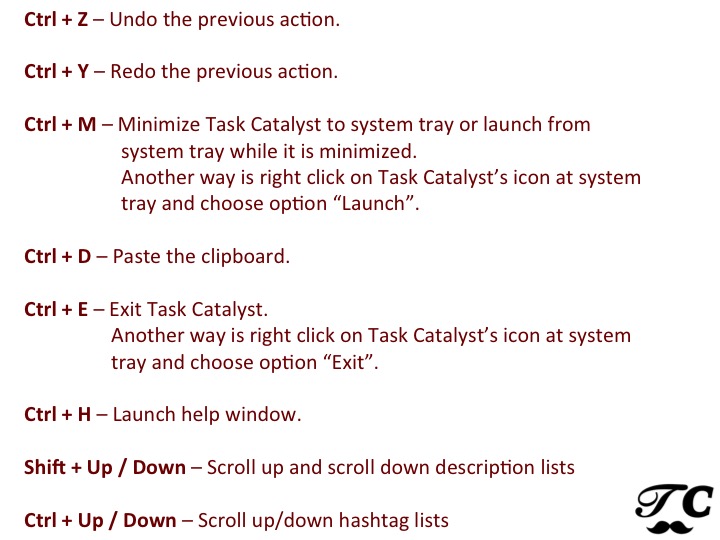 Ctrl + Z – Undo the previous action.
Ctrl + Y – Redo the previous action.
Ctrl + M – Minimize Task Catalyst to system tray or launch from
system tray while it is minimized.
Another way is right click on Task Catalyst’s icon at system
tray and choose option “Launch”.
Ctrl + D – Paste the clipboard.
Ctrl + E – Exit Task Catalyst.
Another way is right click on Task Catalyst’s icon at system
tray and choose option “Exit”.
Ctrl + H – Launch help window.
Shift + Up / Down – Scroll up and scroll down description lists
Ctrl + Up / Down – Scroll up/down hashtag lists
TC